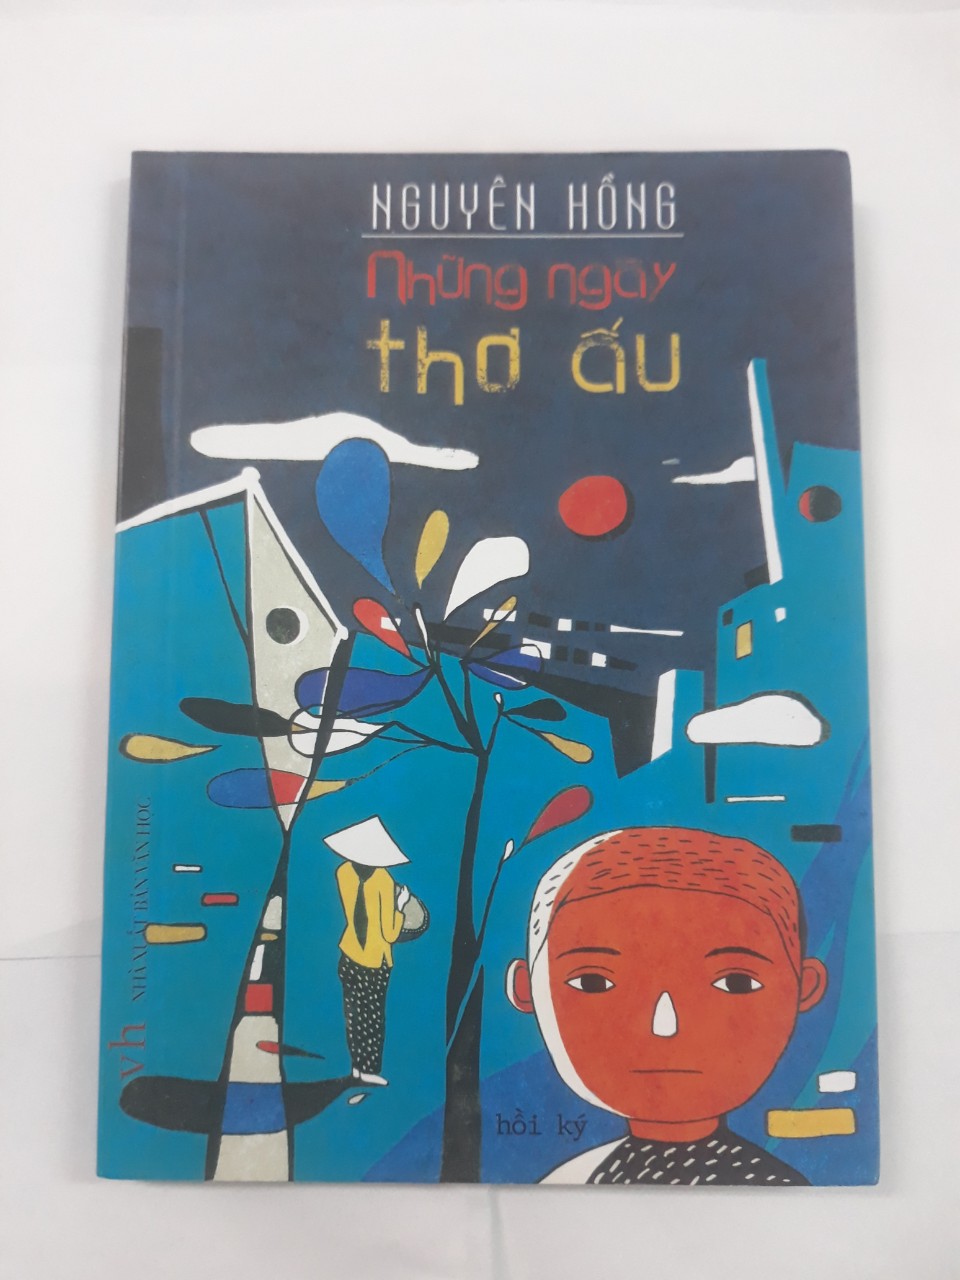 NGUYÊN HỒNG
Những ngày
thơ ấu
vh NHÀ XUẤT BẢN VĂN HỌC
hồi ký